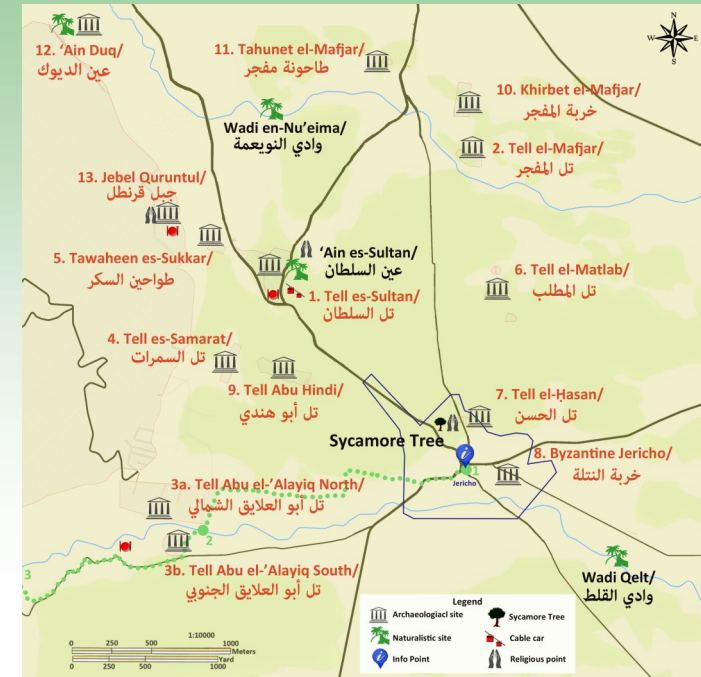 N
W E
S
12. 'Ain Duq/
عين الديوك
11. Tahunet el-Mafjar/
طاحونة مفجر
10. Khirbet el-Mafjar/
خربة المفجر
Wadi en-Nu'eima/
وادي النويعمة
2. Tell el-Mafjar/
تل المفجر
13. Jebel Quruntul/
جبل قرنطل
'Ain es-Sultan/
عين السلطان
5. Tawaheen es-Sukkar/
طواحين السكر
6. Tell el-Matlab/
تل المطلب
1. Tell es-Sultan/
تل السلطان
4. Tell es-Samarat/
تل السمرات
9. Tell Abu Hindi/
تل أبو هندي
7. Tell el-Ḥasan/
تل الحسن
Sycamore Tree
8. Byzantine Jericho/
خربة النتلة
1
Jericho
3a. Tell Abu el-'Alayiq North/
تل أبو العلايق الشمالي
2
3b. Tell Abu el-'Alayiq South/
تل أبو العلايق الجنوبي
3
Wadi Qelt/
وادي القلط
Legend
Archaeologiacl site
Sycamore Tree
Naturalistic site
Cable car
Info Point
Religious point
1:10000
0 250 500 1000
Meters
Yard
0 250 500 1000